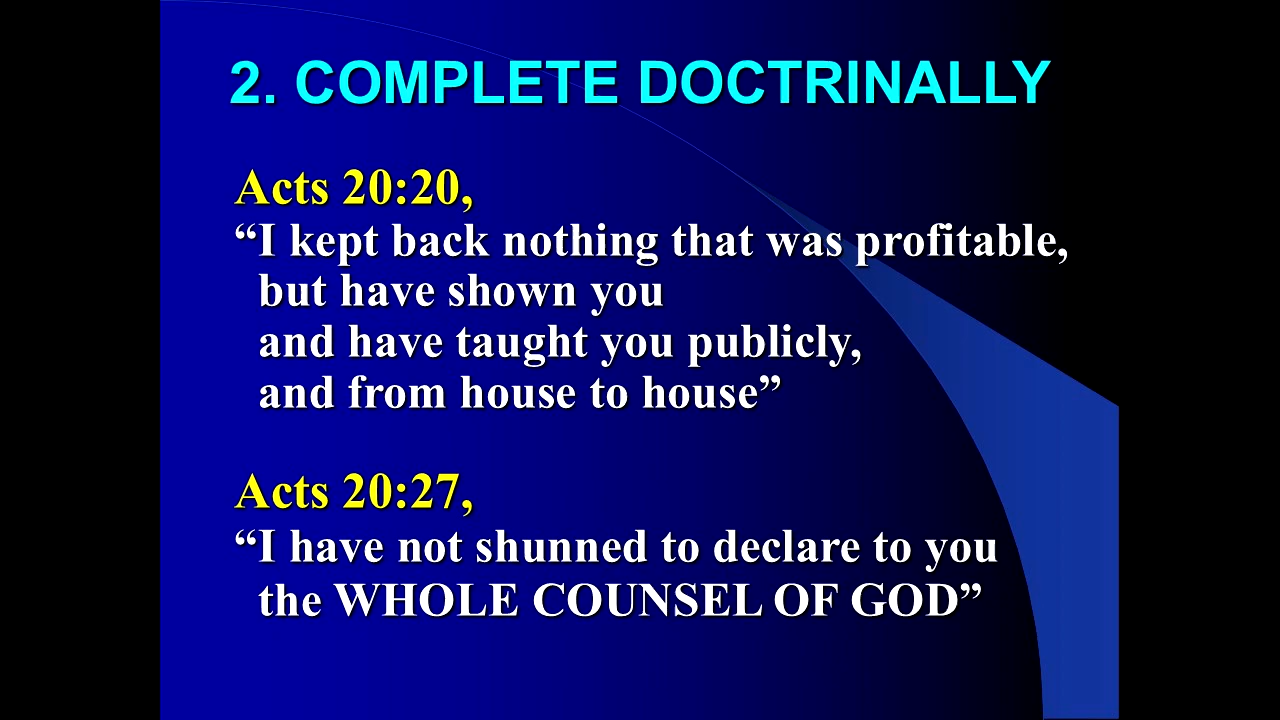 2. COMPLETE DOCTRINALLY
Acts 20:20,
“I kept back nothing that was profitable,
but have shown you
and have taught you publicly,
and from house to house”
Acts 20:27,
“I have not shunned to declare to you
the WHOLE COUNSEL OF GOD”